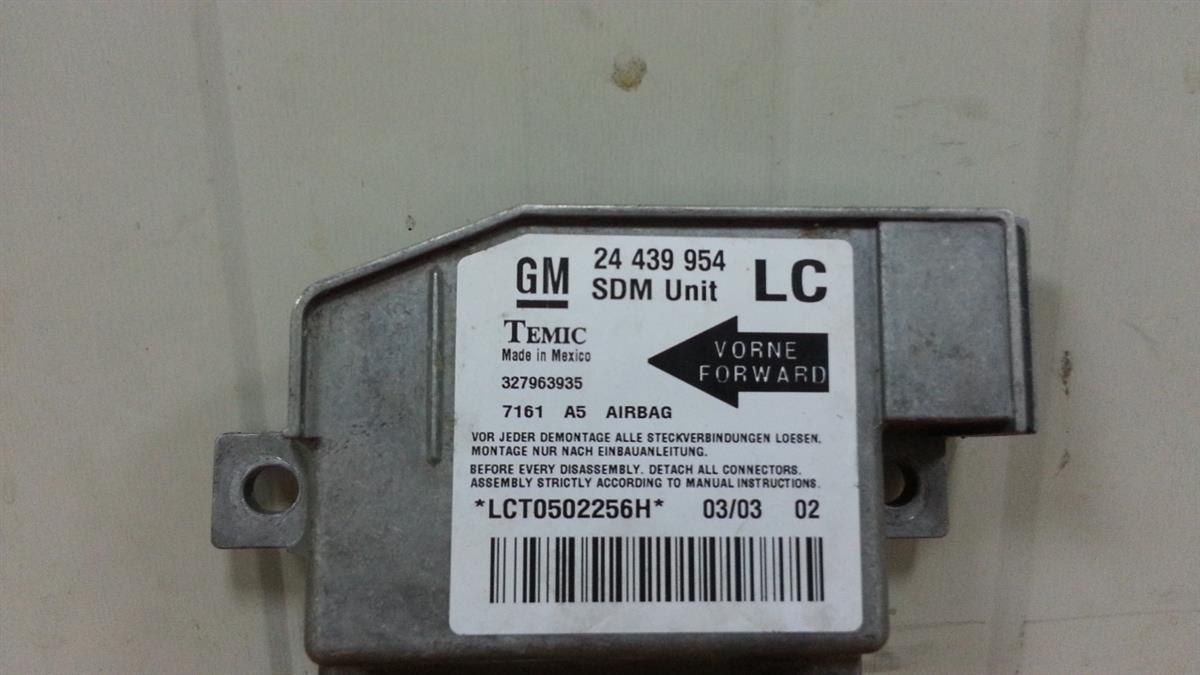 GM 24 439 954 LC
SDM Unit
TEMIC
Made in Mexico
VORNE
FORWARD
327963935
7161 A5 AIRBAG
VOR JEDER DEMONTAGE ALLE STECKVERBINDUNGEN LOESEN.
MONTAGE NUR NACH EINBAUANLEITUNG.
BEFORE EVERY DISASSEMBLY. DETACH ALL CONNECTORS.
ASSEMBLY STRICTLY ACCORDING TO MANUAL INSTRUCTIONS.
*LCT0502256H* 03/03 02